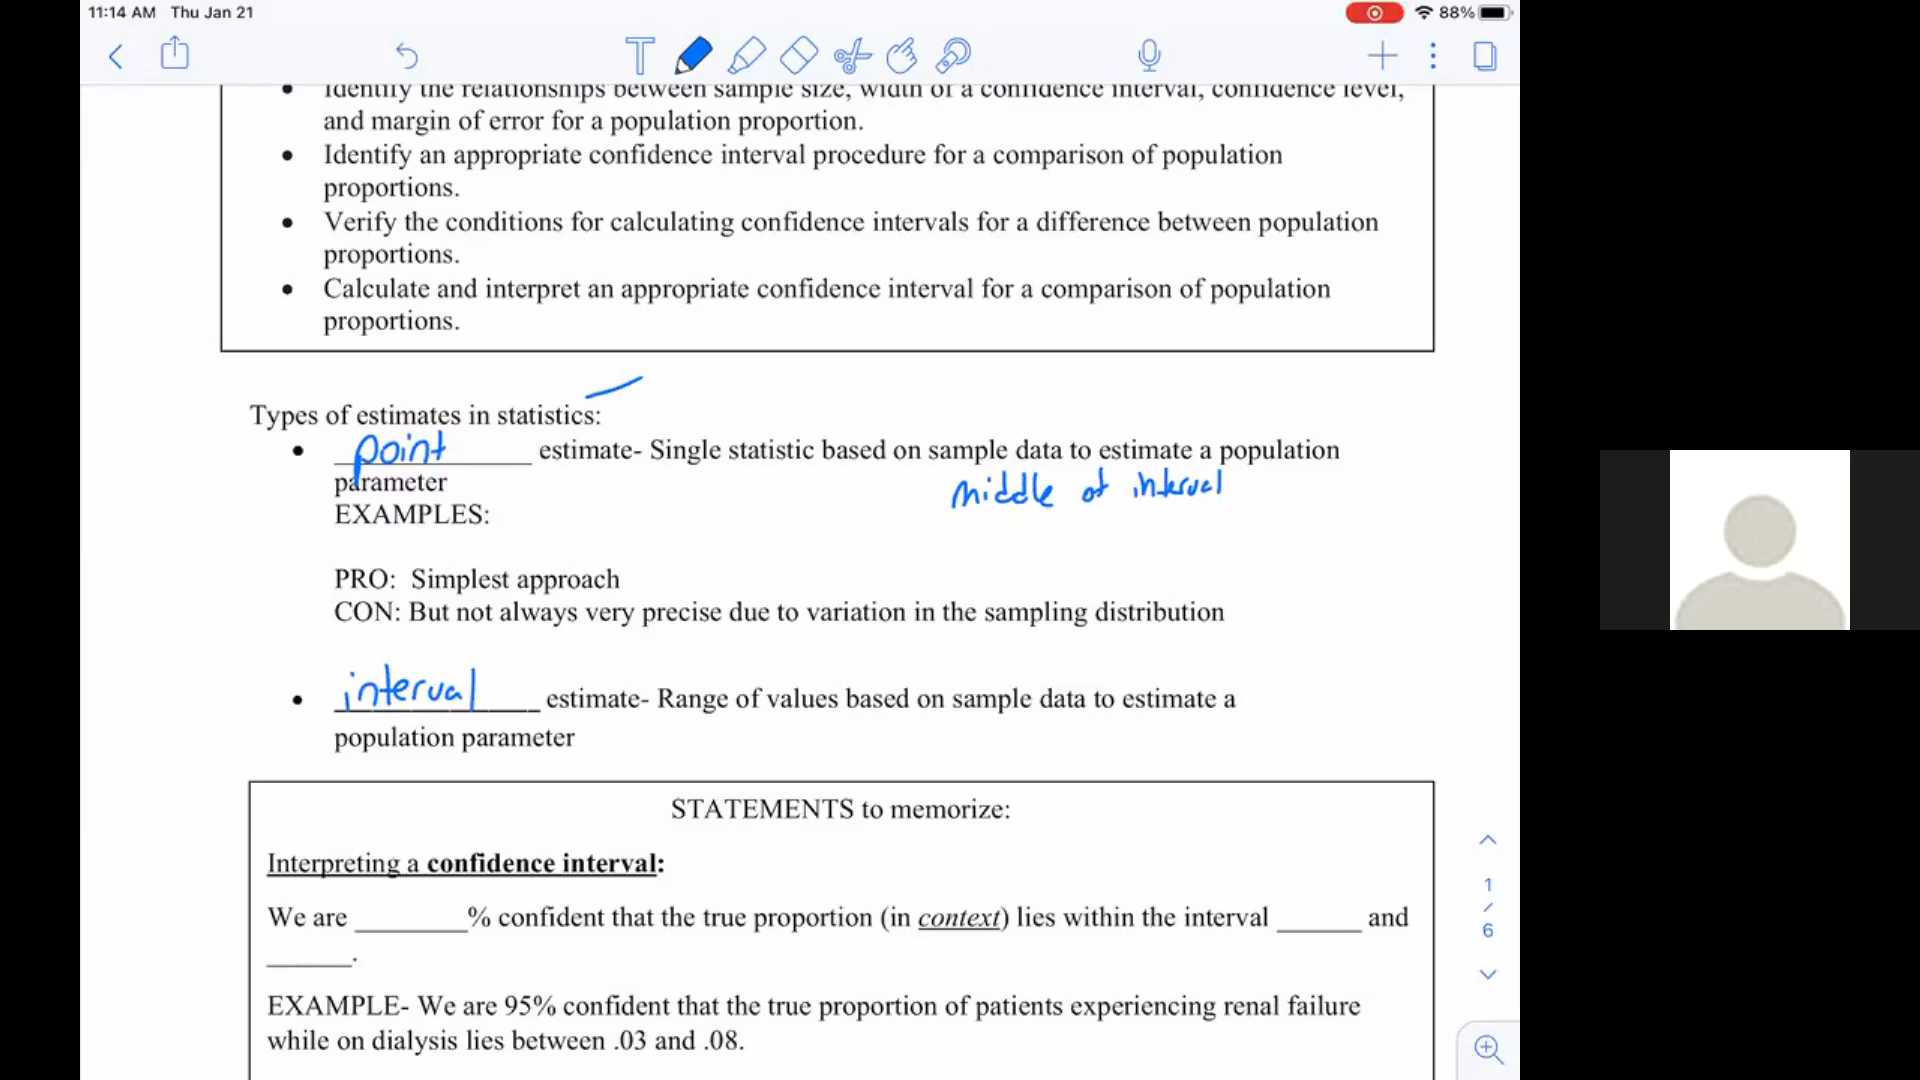 11:14 AM Thu Jan 21
88%
T
Identify the relationships between sample size, width of a confidence interval, confidence level,
and margin of error for a population proportion.
• Identify an appropriate confidence interval procedure for a comparison of population
proportions.
• Verify the conditions for calculating confidence intervals for a difference between population
proportions.
• Calculate and interpret an appropriate confidence interval for a comparison of population
proportions.
Types of estimates in statistics:
• point estimate- Single statistic based on sample data to estimate a population
parameter
middle of interval
EXAMPLES:
PRO: Simplest approach
CON: But not always very precise due to variation in the sampling distribution
• interval estimate- Range of values based on sample data to estimate a
population parameter
STATEMENTS to memorize:
Interpreting a confidence interval:
We are ________% confident that the true proportion (in context) lies within the interval ______ and
______.
EXAMPLE- We are 95% confident that the true proportion of patients experiencing renal failure
while on dialysis lies between .03 and .08.
1
/
6